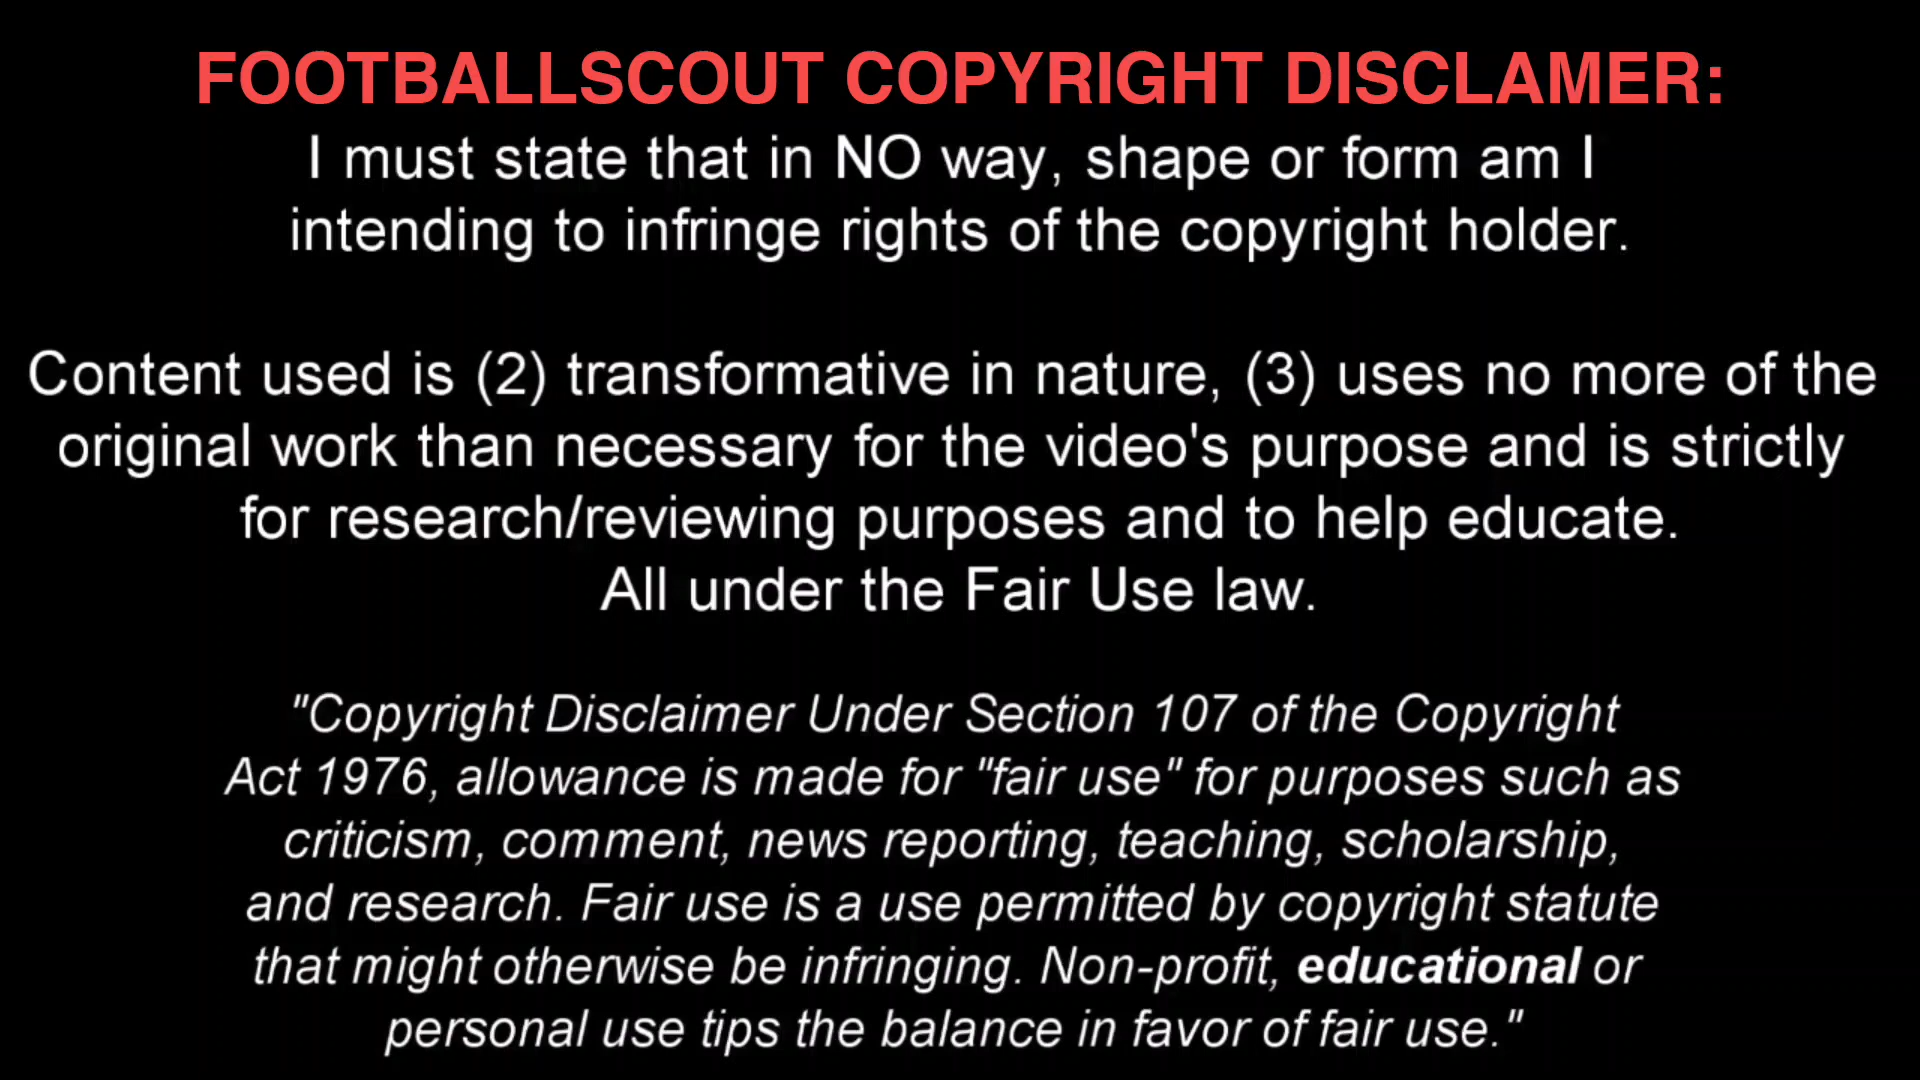 FOOTBALLSCOUT COPYRIGHT DISCLAMER:
I must state that in NO way, shape or form am I
intending to infringe rights of the copyright holder.
Content used is (2) transformative in nature, (3) uses no more of the
original work than necessary for the video's purpose and is strictly
for research/reviewing purposes and to help educate.
All under the Fair Use law.
"Copyright Disclaimer Under Section 107 of the Copyright
Act 1976, allowance is made for "fair use" for purposes such as
criticism, comment, news reporting, teaching, scholarship,
and research. Fair use is a use permitted by copyright statute
that might otherwise be infringing. Non-profit, educational or
personal use tips the balance in favor of fair use."